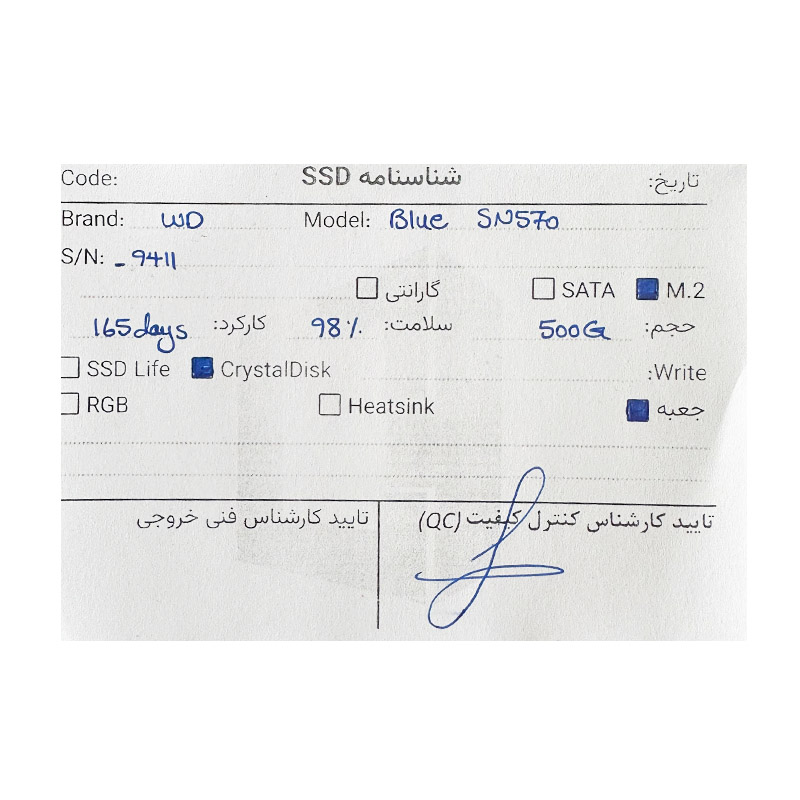 Code: شناسنامه SSD تاریخ:
Brand: WD Model: Blue SN570
S/N: -9411
M.2 SATA گارانتی
حجم: 500G سلامت: 98% کارکرد: 165days
SSD Life CrystalDisk Write:
RGB Heatsink جعبه
تایید کارشناس کنترل کیفیت (QC) تایید کارشناس فنی خروجی